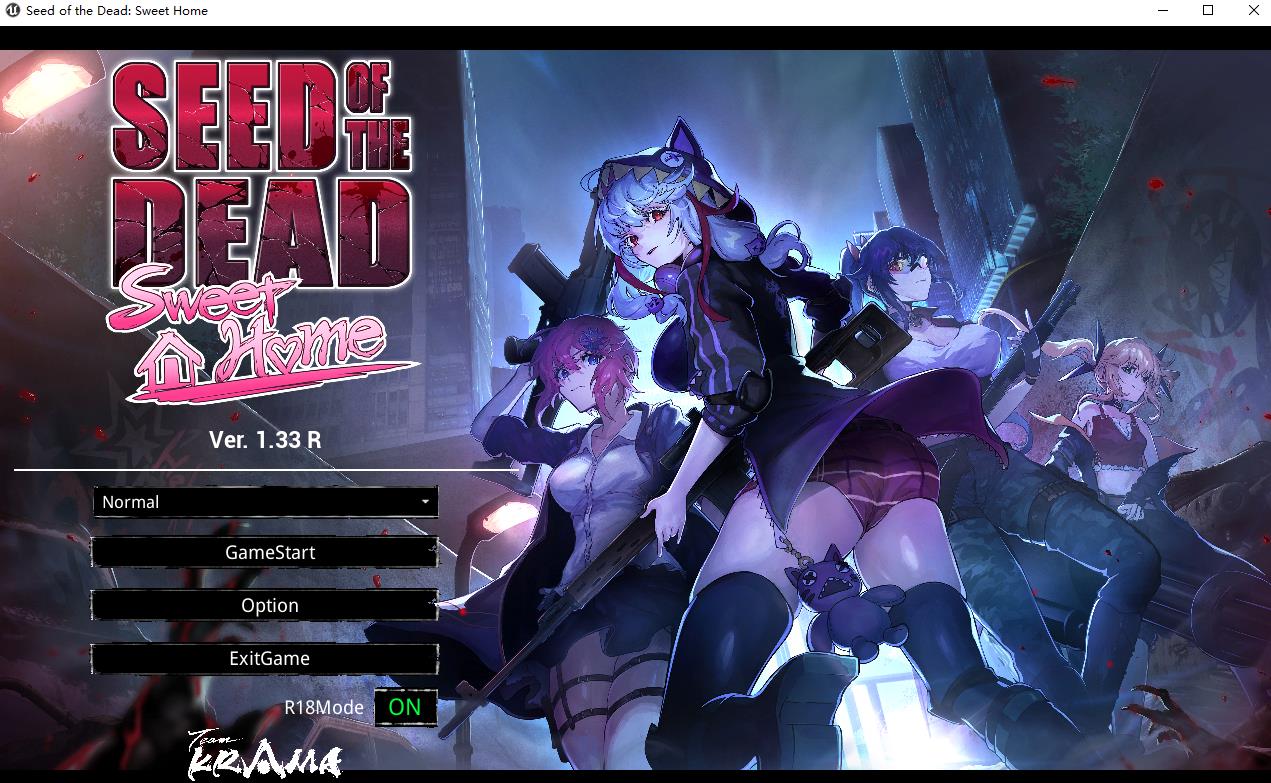 Seed of the Dead: Sweet Home
SEED OF THE
DEAD
Sweet
Home
Ver. 1.33 R
Normal
GameStart
Option
ExitGame
R18Mode ON
Team
KRAMA